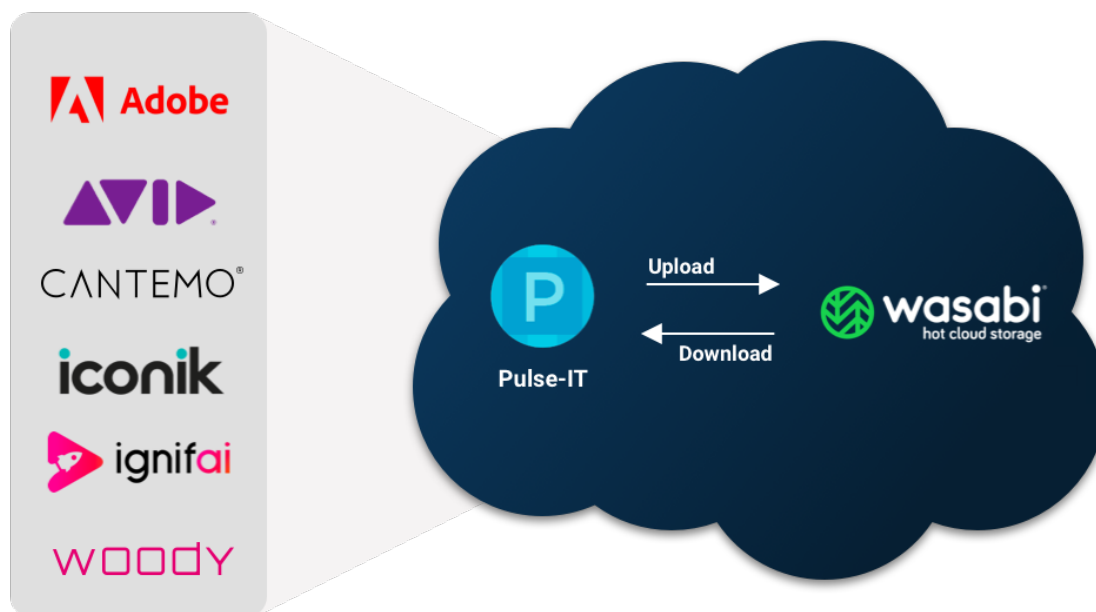 Adobe
AVID
CANTEMO®
iconik
ignifai
woody
P
Pulse-IT
Upload
Download
wasabi
hot cloud storage